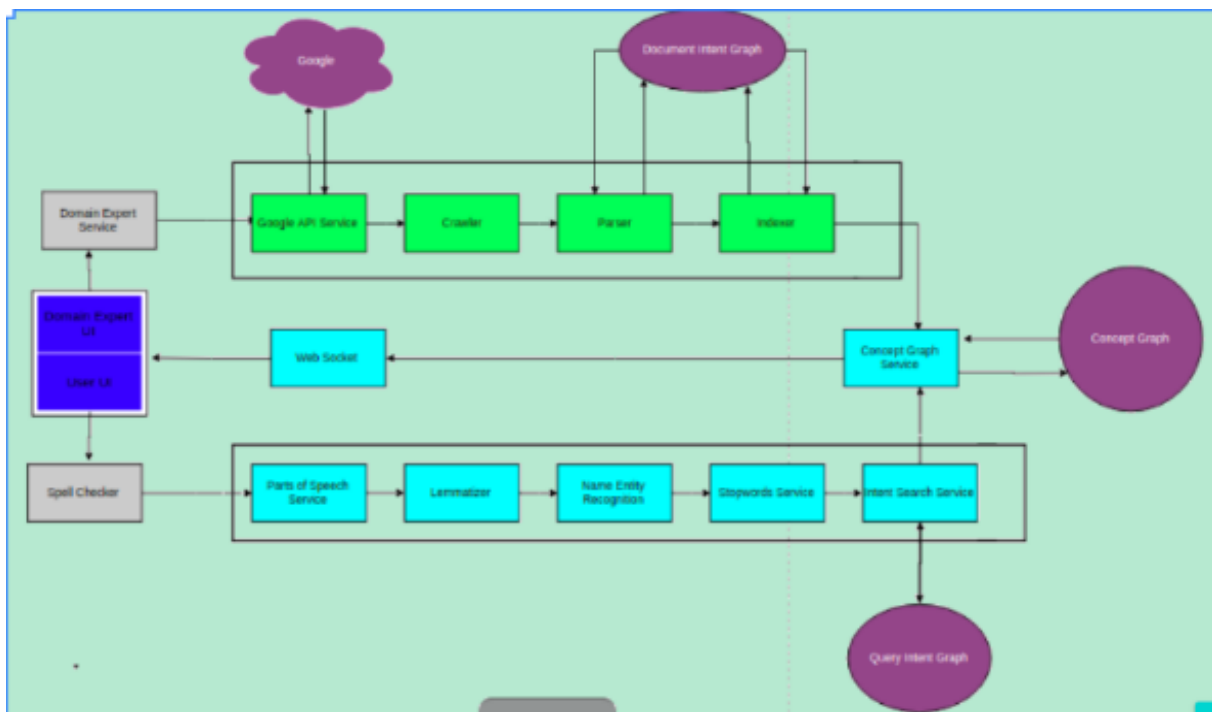 Google
Document Intent Graph
Domain Expert
Service
Google API Service
Crawler
Parser
Indexer
Domain Expert
UI
User UI
Web Socket
Concept Graph
Service
Concept Graph
Spell Checker
Parts of Speech
Service
Lemmatizer
Name Entity
Recognition
Stopwords Service
Intent Search Service
Query Intent Graph